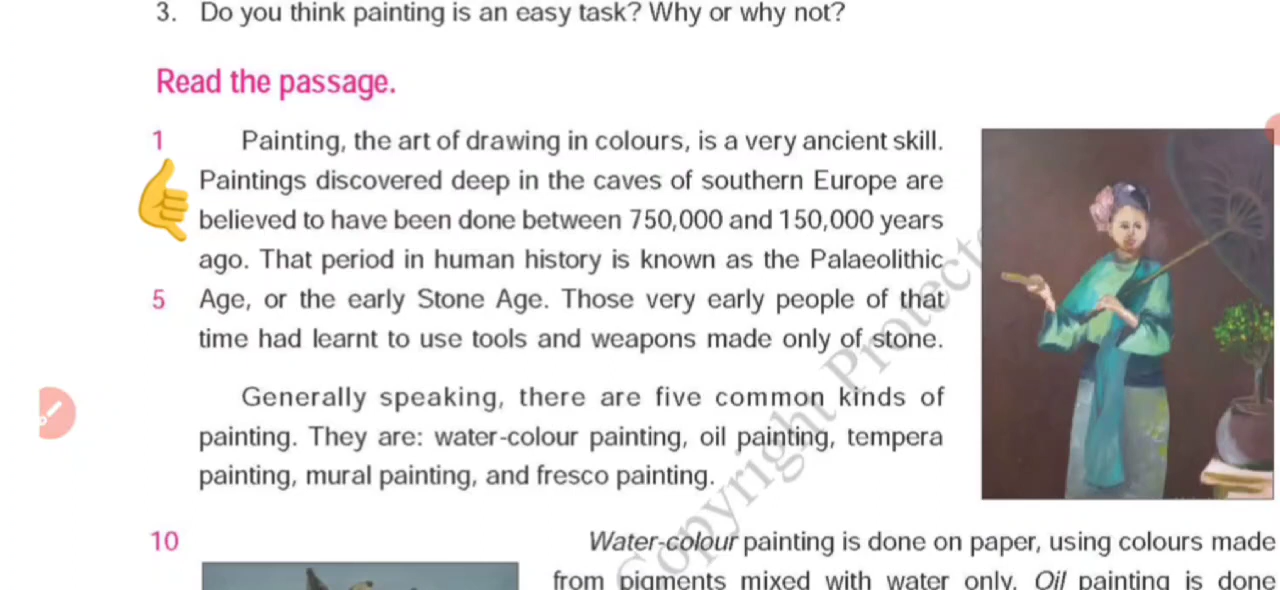 3. Do you think painting is an easy task? Why or why not?
Read the passage.
1 Painting, the art of drawing in colours, is a very ancient skill.
Paintings discovered deep in the caves of southern Europe are
believed to have been done between 750,000 and 150,000 years
ago. That period in human history is known as the Palaeolithic
5 Age, or the early Stone Age. Those very early people of that
time had learnt to use tools and weapons made only of stone.
Generally speaking, there are five common kinds of
painting. They are: water-colour painting, oil painting, tempera
painting, mural painting, and fresco painting.
10 Water-colour painting is done on paper, using colours made
from pigments mixed with water only. Oil painting is done
Copyright Protect